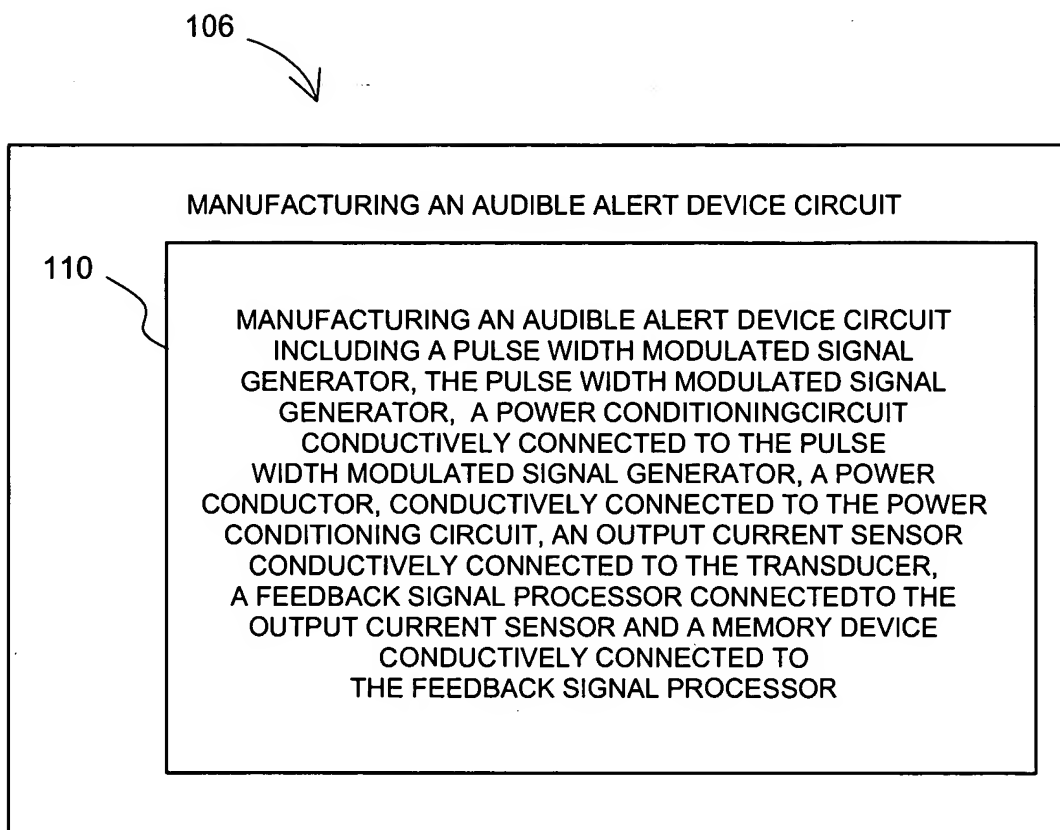 106
MANUFACTURING AN AUDIBLE ALERT DEVICE CIRCUIT
110
MANUFACTURING AN AUDIBLE ALERT DEVICE CIRCUIT
INCLUDING A PULSE WIDTH MODULATED SIGNAL
GENERATOR, THE PULSE WIDTH MODULATED SIGNAL
GENERATOR, A POWER CONDITIONINGCIRCUIT
CONDUCTIVELY CONNECTED TO THE PULSE
WIDTH MODULATED SIGNAL GENERATOR, A POWER
CONDUCTOR, CONDUCTIVELY CONNECTED TO THE POWER
CONDITIONING CIRCUIT, AN OUTPUT CURRENT SENSOR
CONDUCTIVELY CONNECTED TO THE TRANSDUCER,
A FEEDBACK SIGNAL PROCESSOR CONNECTEDTO THE
OUTPUT CURRENT SENSOR AND A MEMORY DEVICE
CONDUCTIVELY CONNECTED TO
THE FEEDBACK SIGNAL PROCESSOR